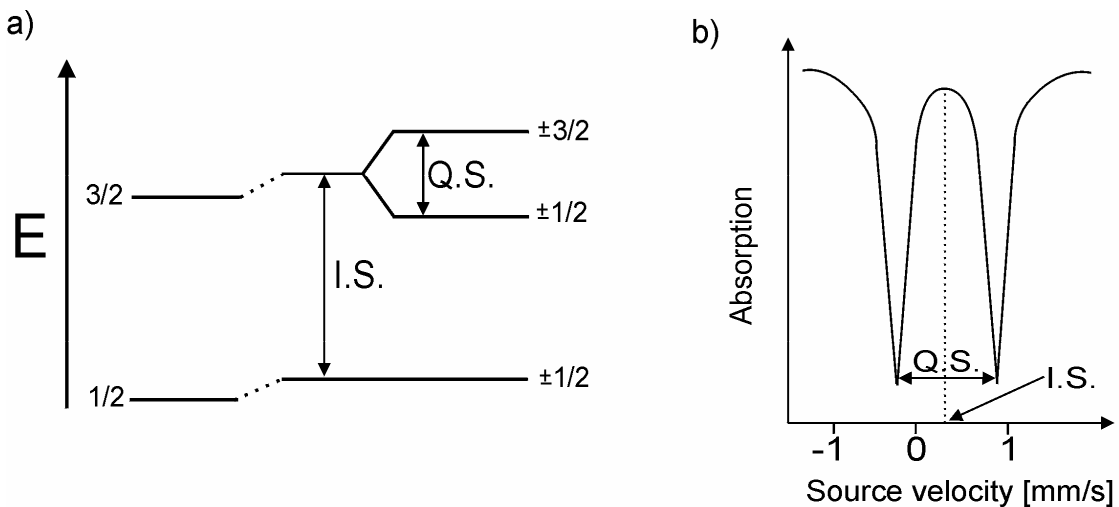 a)
E
3/2
1/2
I.S.
Q.S.
±3/2
±1/2
±1/2
b)
Absorption
Q.S.
I.S.
-1
0
1
Source velocity [mm/s]